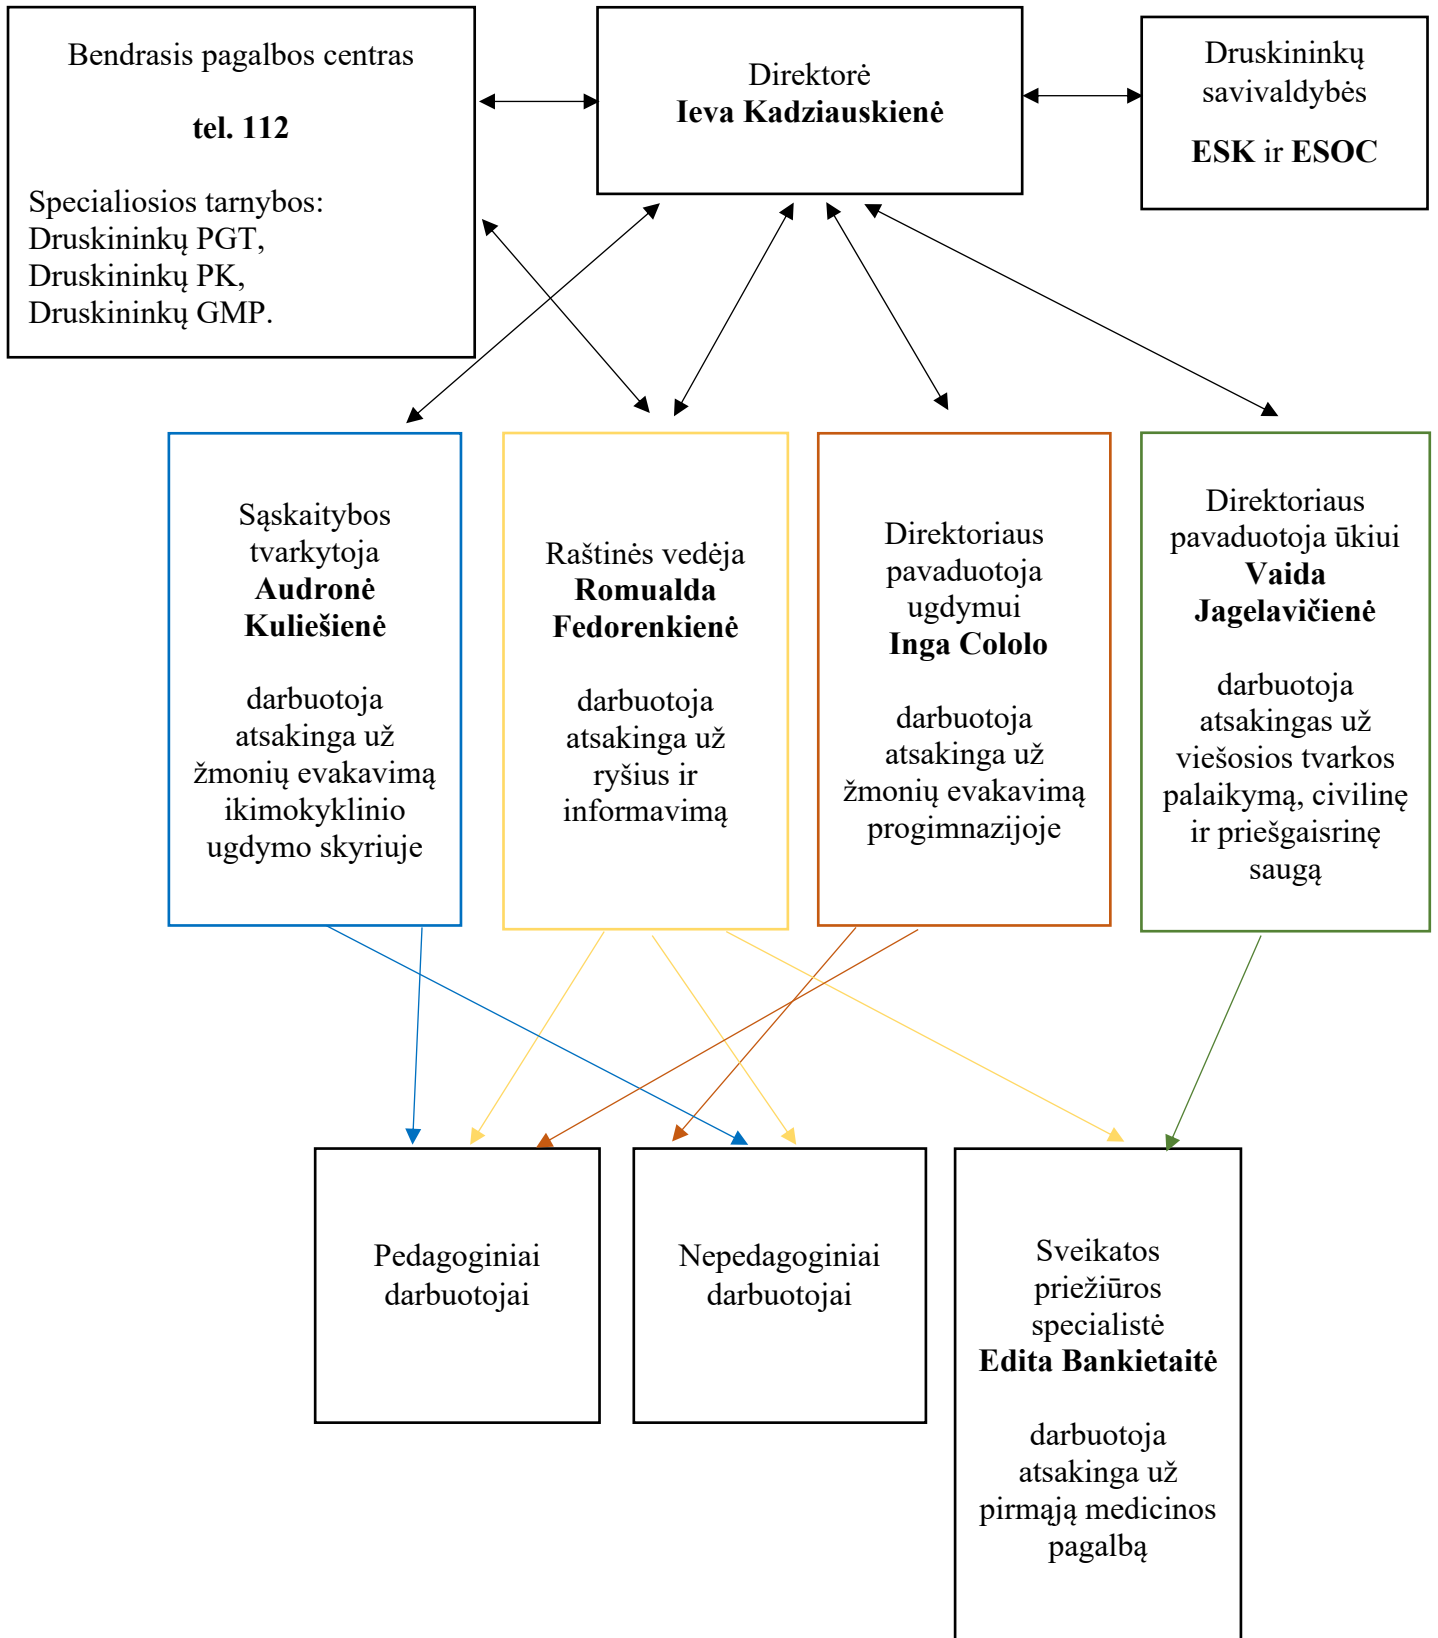 Bendrasis pagalbos centras
tel. 112
Specialiosios tarnybos:
Druskininkų PGT,
Druskininkų PK,
Druskininkų GMP.
Direktorė
Ieva Kadziauskienė
Druskininkų
savivaldybės
ESK ir ESOC
Sąskaitybos
tvarkytoja
Audronė
Kuliešienė
darbuotoja
atsakinga už
žmonių evakavimą
ikimokyklinio
ugdymo skyriuje
Raštinės vedėja
Romualda
Fedorenkienė
darbuotoja
atsakinga už
ryšius ir
informavimą
Direktoriaus
pavaduotoja
ugdymui
Inga Cololo
darbuotoja
atsakinga už
žmonių evakavimą
progimnazijoje
Direktoriaus
pavaduotoja ūkiui
Vaida
Jagelavičienė
darbuotoja
atsakingas už
viešosios tvarkos
palaikymą, civilinę
ir priešgaisrinę
saugą
Pedagoginiai
darbuotojai
Nepedagoginiai
darbuotojai
Sveikatos
priežiūros
specialistė
Edita Bankietaitė
darbuotoja
atsakinga už
pirmąją medicinos
pagalbą